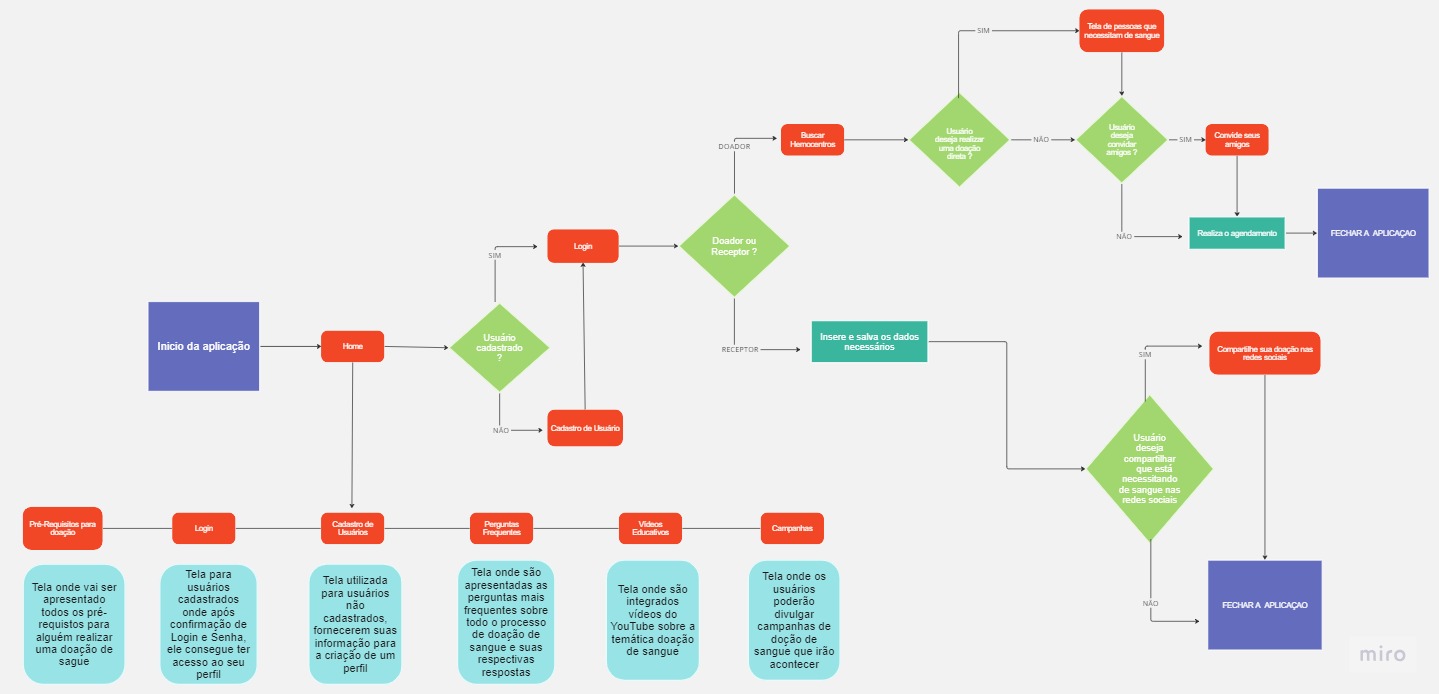 SIM
Tela de pessoas que
necessitam de sangue
DOADOR
Buscar
Hemocentros
Usuário
deseja realizar
uma doação
direta ?
NÃO
Usuário
deseja
convidar
amigos ?
SIM
Convide seus
amigos
NÃO
Realiza o agendamento
FECHAR A APLICAÇAO
SIM
Login
Doador ou
Receptor ?
Inicio da aplicação
Home
Usuário
cadastrado
?
RECEPTOR
Insere e salva os dados
necessários
SIM
Compartilhe sua doação nas
redes sociais
NÃO
Cadastro de Usuário
Usuário
deseja
compartilhar
que está
necessitando
de sangue nas
redes sociais
NÃO
FECHAR A APLICAÇAO
Pré-Requisitos para
doação
Login
Cadastro de
Usuários
Perguntas
Frequentes
Vídeos
Educativos
Campanhas
Tela onde vai ser
apresentado
todos os pré-
requistos para
alguém realizar
uma doação de
sague
Tela para
usuários
cadastrados
onde após
confirmação de
Login e Senha,
ele consegue ter
acesso ao seu
perfil
Tela utilizada
para usuários
não
cadastrados,
fornecerem suas
informação para
a criação de um
perfil
Tela onde são
apresentadas as
perguntas mais
frequentes sobre
todo o processo
de doação de
sangue e suas
respectivas
respostas
Tela onde são
integrados
vídeos do
YouTube sobre a
temática doação
de sangue
Tela onde os
usuários
poderão
divulgar
campanhas de
doção de
sangue que irão
acontecer
miro